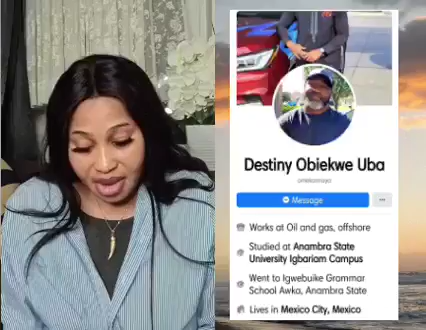 Destiny Obiekwe Uba
Message
Works at Oil and gas, offshore
Studied at Anambra State
University Igbariam Campus
Went to Igwebuike Grammar
School Awka, Anambra State
Lives in Mexico City, Mexico